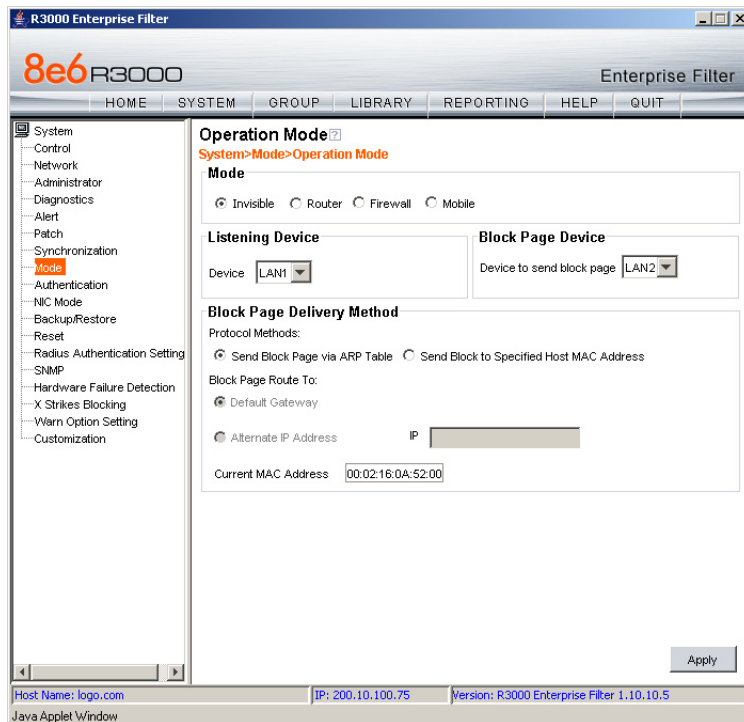 R3000 Enterprise Filter
8e6 R3000
Enterprise Filter
HOME SYSTEM GROUP LIBRARY REPORTING HELP QUIT
System
Control
Network
Administrator
Diagnostics
Alert
Patch
Synchronization
Mode
Authentication
NIC Mode
Backup/Restore
Reset
Radius Authentication Setting
SNMP
Hardware Failure Detection
X Strikes Blocking
Warn Option Setting
Customization
Operation Mode ?
System>Mode>Operation Mode
Mode
Invisible Router Firewall Mobile
Listening Device
Device LAN1
Block Page Device
Device to send block page LAN2
Block Page Delivery Method
Protocol Methods:
Send Block Page via ARP Table Send Block to Specified Host MAC Address
Block Page Route To:
Default Gateway
Alternate IP Address IP
Current MAC Address 00:02:16:0A:52:00
Apply
Host Name: logo.com IP: 200.10.100.75 Version: R3000 Enterprise Filter 1.10.10.5
Java Applet Window